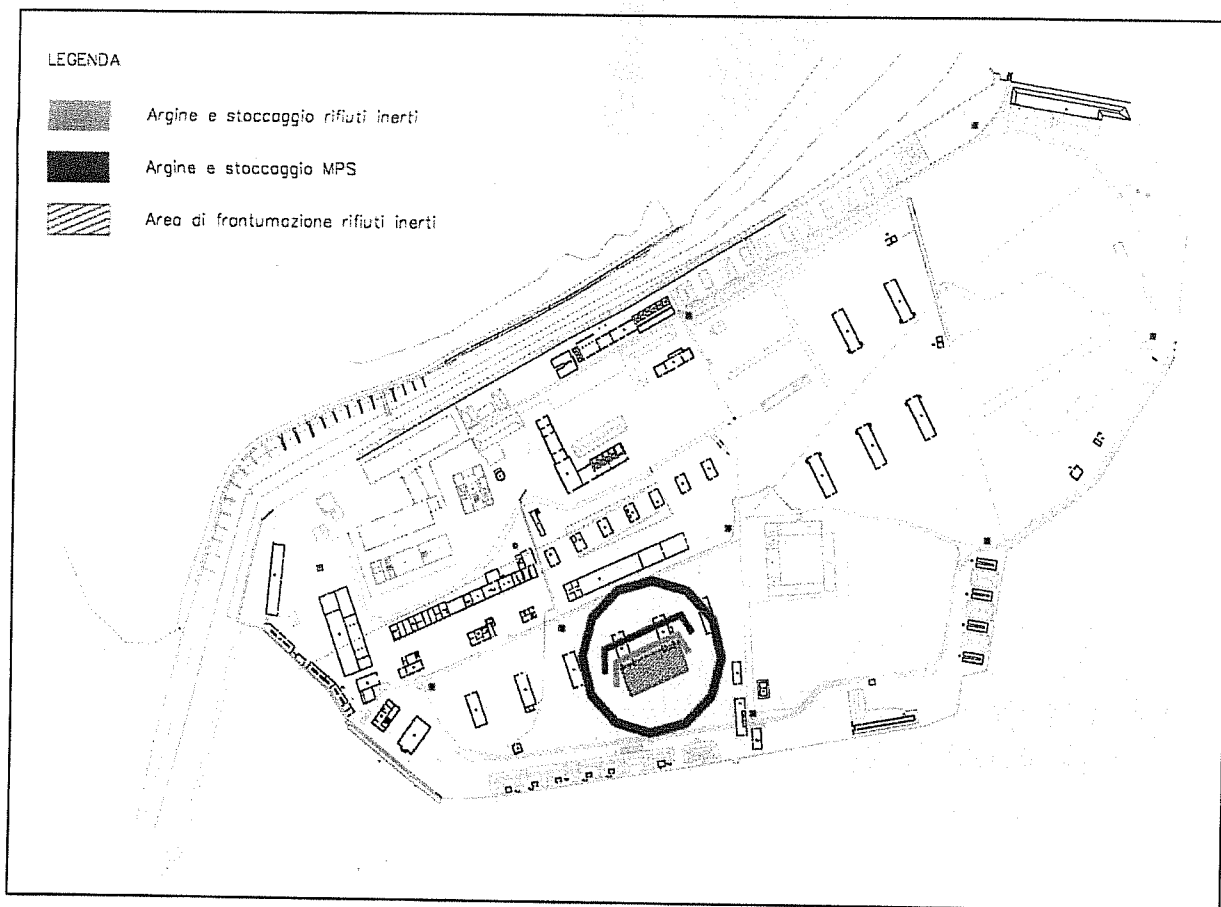 LEGENDA
Argine e stoccaggio rifiuti inerti
Argine e stoccaggio MPS
Area di frantumazione rifiuti inerti